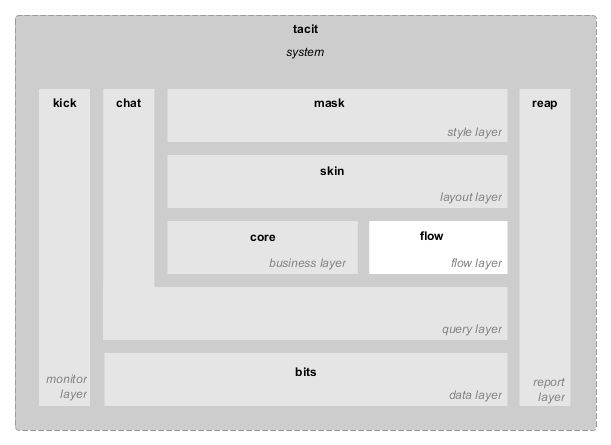 tacit
system
kick
chat
mask
reap
style layer
skin
layout layer
core
flow
business layer
flow layer
query layer
bits
monitor
layer
data layer
report
layer